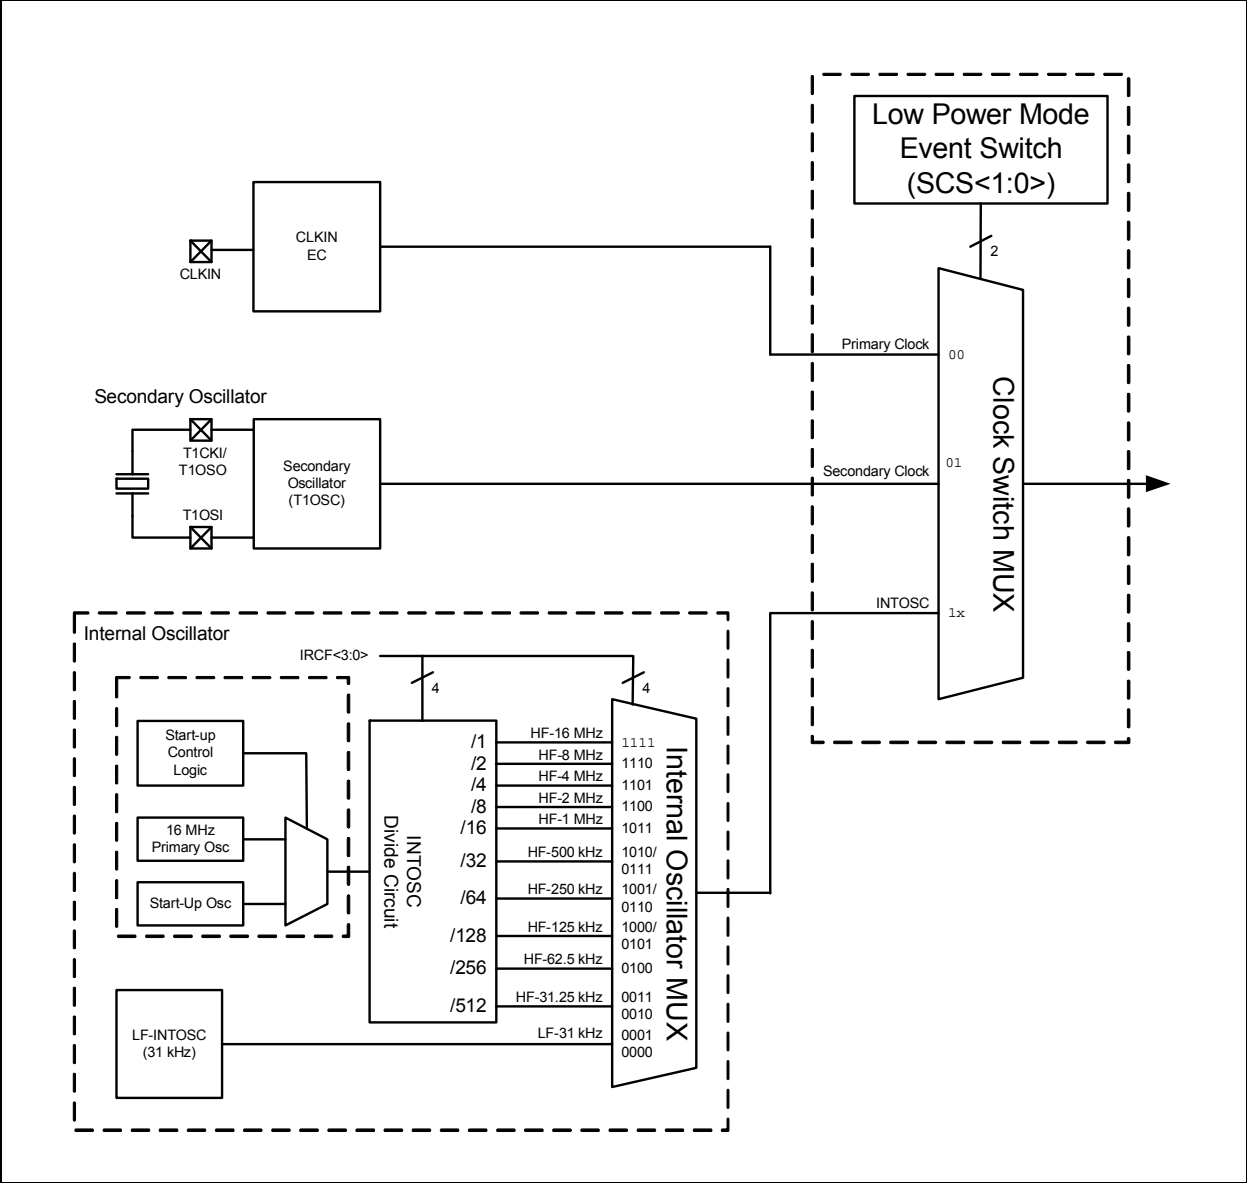 Low Power Mode
Event Switch
(SCS<1:0>)
2
CLKIN
EC
CLKIN
Primary Clock
00
Secondary Oscillator
T1CKI/
T1OSO
T1OSI
Secondary
Oscillator
(T1OSC)
Secondary Clock
01
Clock Switch MUX
INTOSC
1x
Internal Oscillator
IRCF<3:0>
4
4
Start-up
Control
Logic
16 MHz
Primary Osc
Start-Up Osc
INTOSC
Divide Circuit
/1
HF-16 MHz
1111
/2
HF-8 MHz
1110
/4
HF-4 MHz
1101
/8
HF-2 MHz
1100
/16
HF-1 MHz
1011
/32
HF-500 kHz
1010/
0111
/64
HF-250 kHz
1001/
0110
/128
HF-125 kHz
1000/
0101
/256
HF-62.5 kHz
0100
/512
HF-31.25 kHz
0011
0010
LF-31 kHz
0001
0000
Internal Oscillator MUX
LF-INTOSC
(31 kHz)